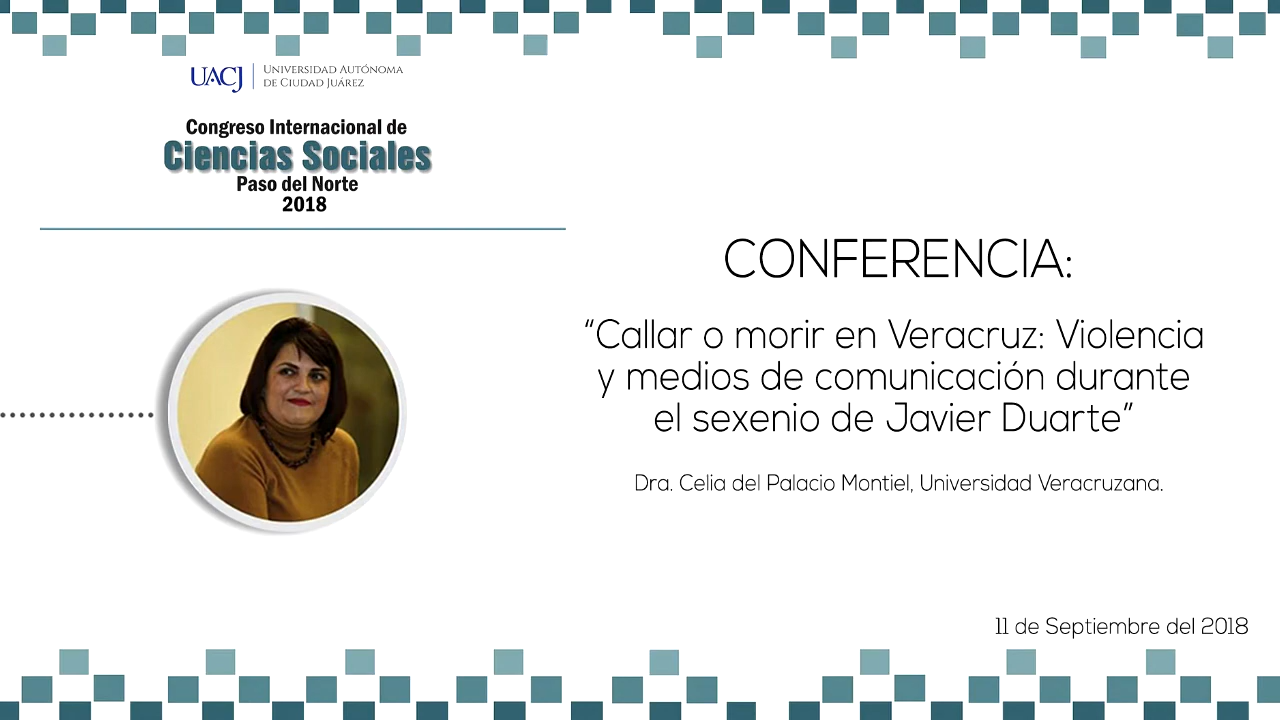 UACJ
UNIVERSIDAD AUTÓNOMA
DE CIUDAD JUÁREZ
Congreso Internacional de
Ciencias Sociales
Paso del Norte
2018
CONFERENCIA:
“Callar o morir en Veracruz: Violencia
y medios de comunicación durante
el sexenio de Javier Duarte”
Dra. Celia del Palacio Montiel, Universidad Veracruzana.
11 de Septiembre del 2018